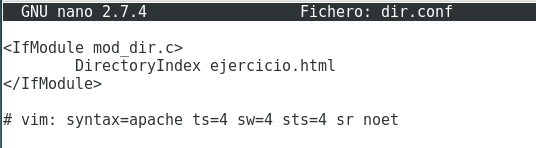 GNU nano 2.7.4 Fichero: dir.conf
<IfModule mod_dir.c>
DirectoryIndex ejercicio.html
</IfModule>
# vim: syntax=apache ts=4 sw=4 sts=4 sr noet